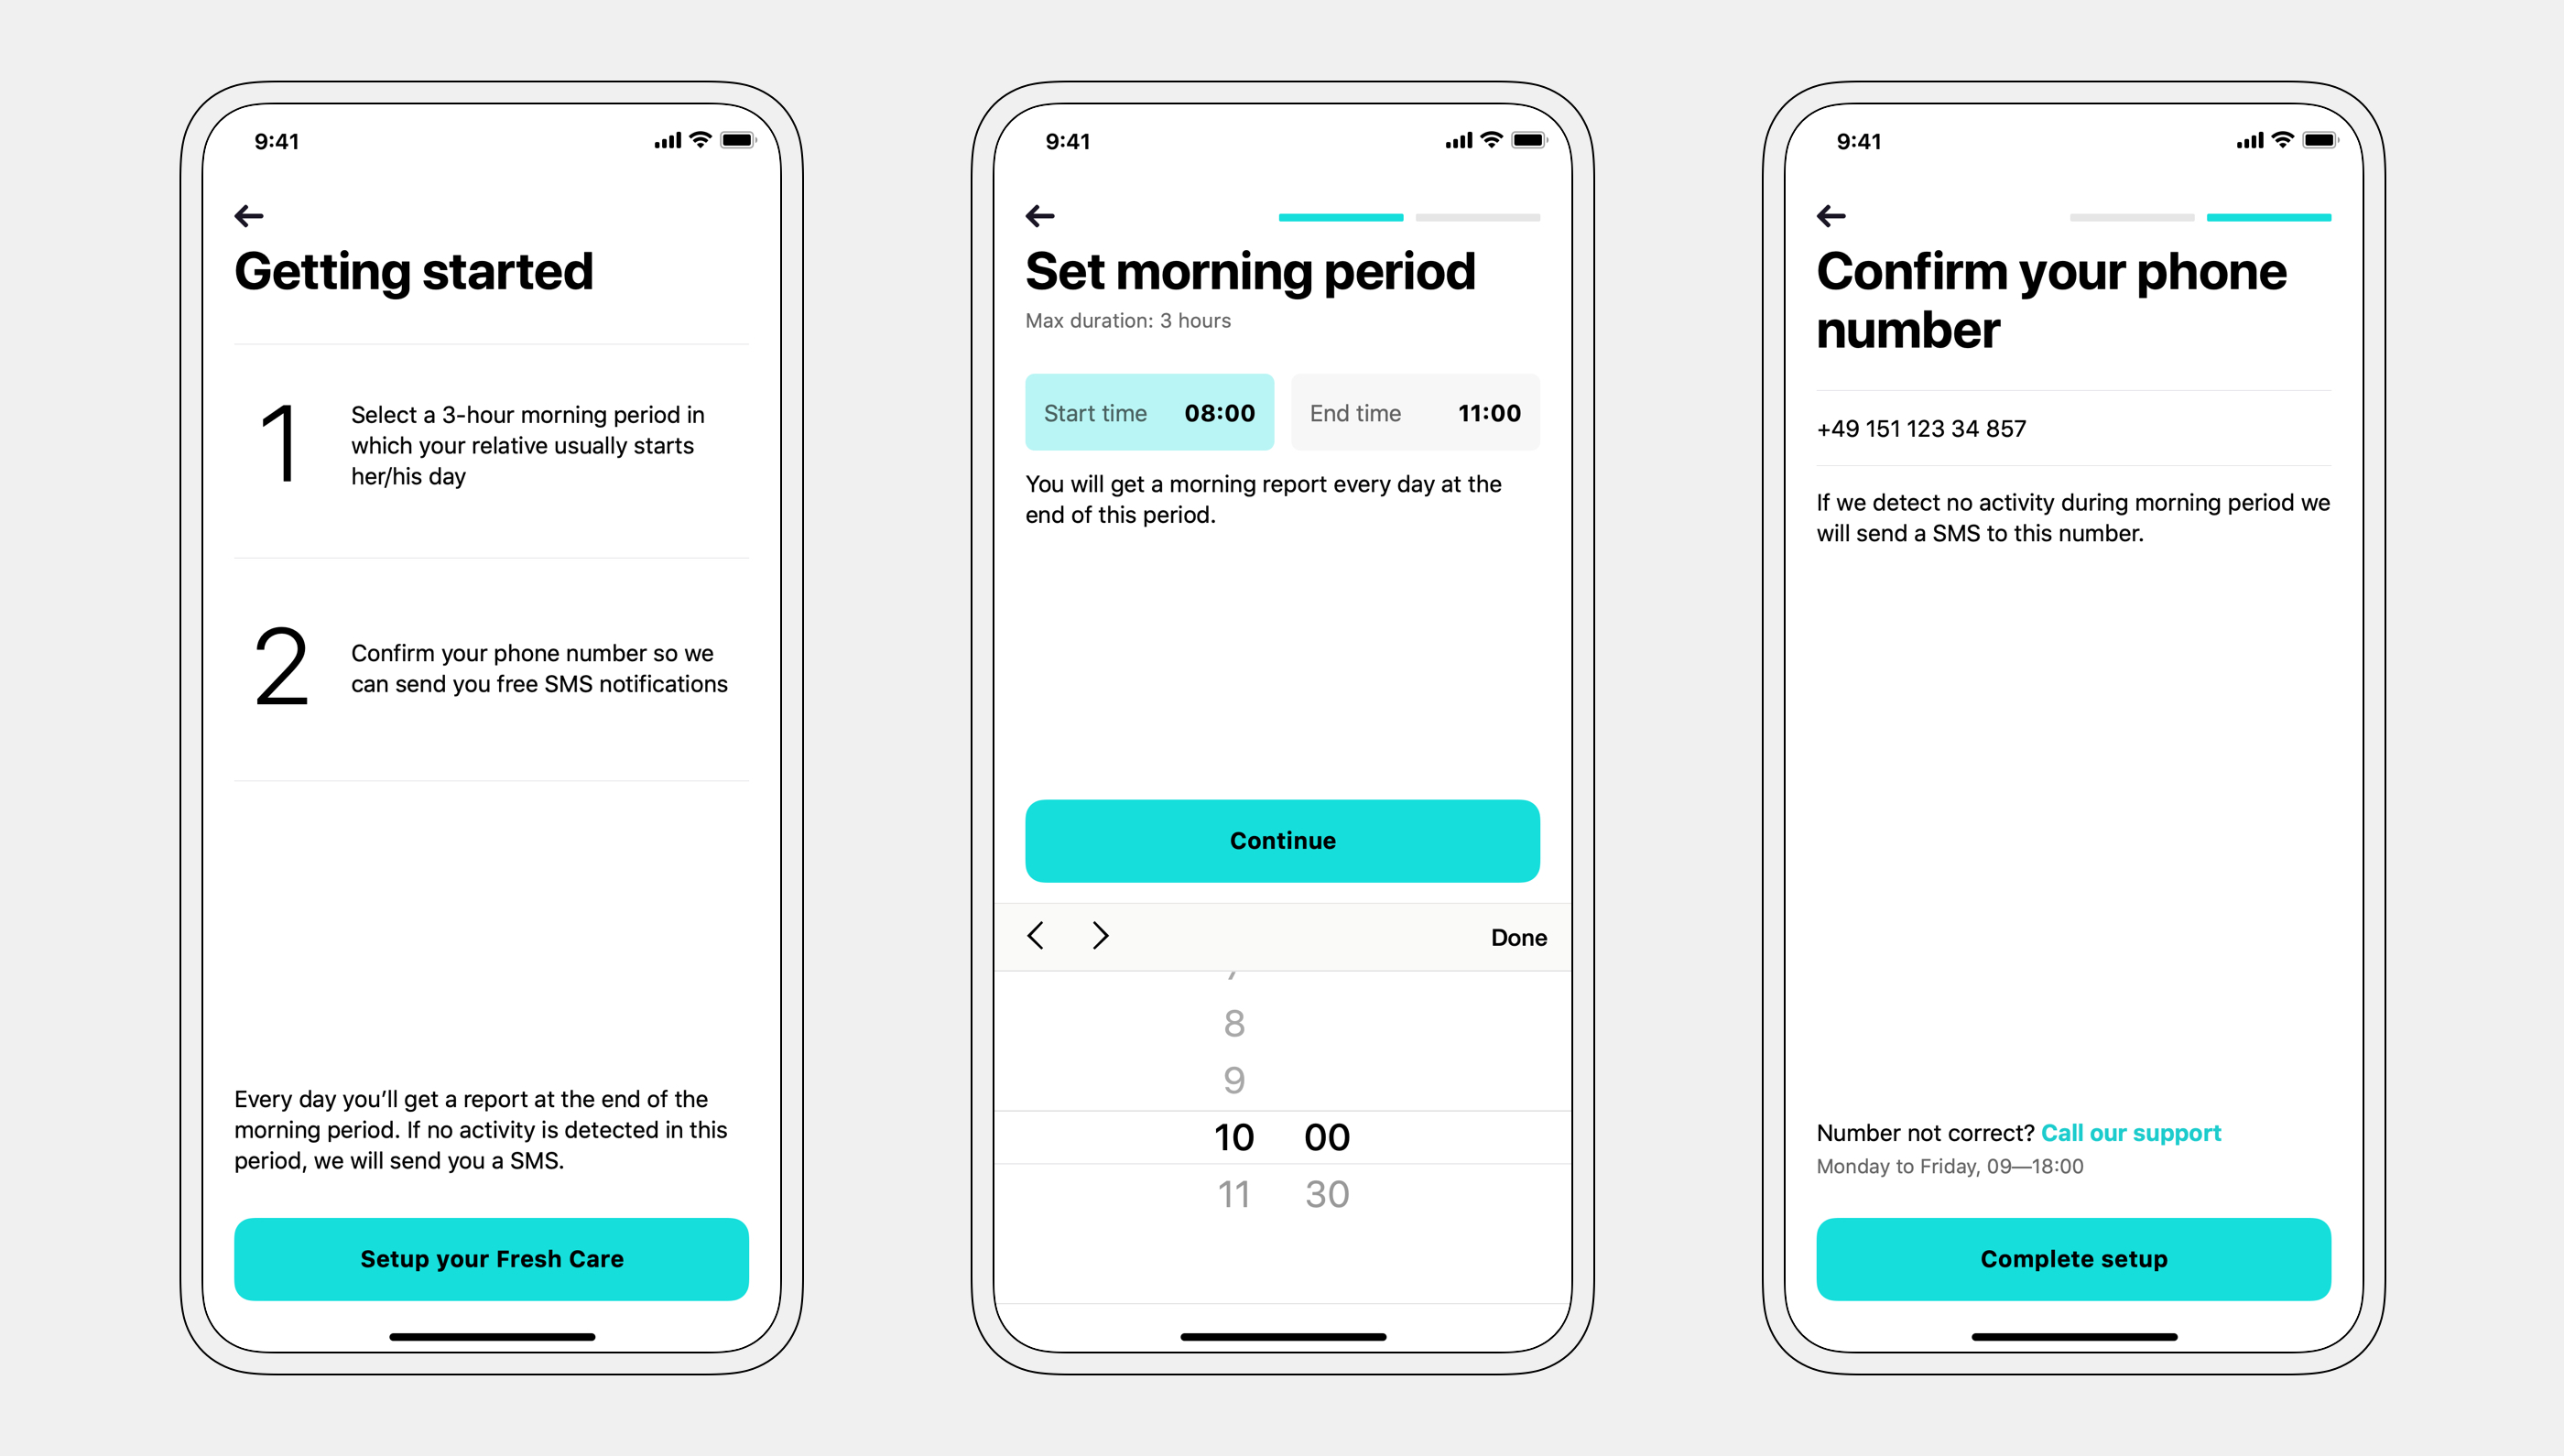 9:41
Getting started
1
Select a 3-hour morning period in
which your relative usually starts
her/his day
2
Confirm your phone number so we
can send you free SMS notifications
Every day you’ll get a report at the end of the
morning period. If no activity is detected in this
period, we will send you a SMS.
Setup your Fresh Care
9:41
Set morning period
Max duration: 3 hours
Start time 08:00 End time 11:00
You will get a morning report every day at the
end of this period.
Continue
Done
8
9
10 00
11 30
9:41
Confirm your phone
number
+49 151 123 34 857
If we detect no activity during morning period we
will send a SMS to this number.
Number not correct? Call our support
Monday to Friday, 09—18:00
Complete setup